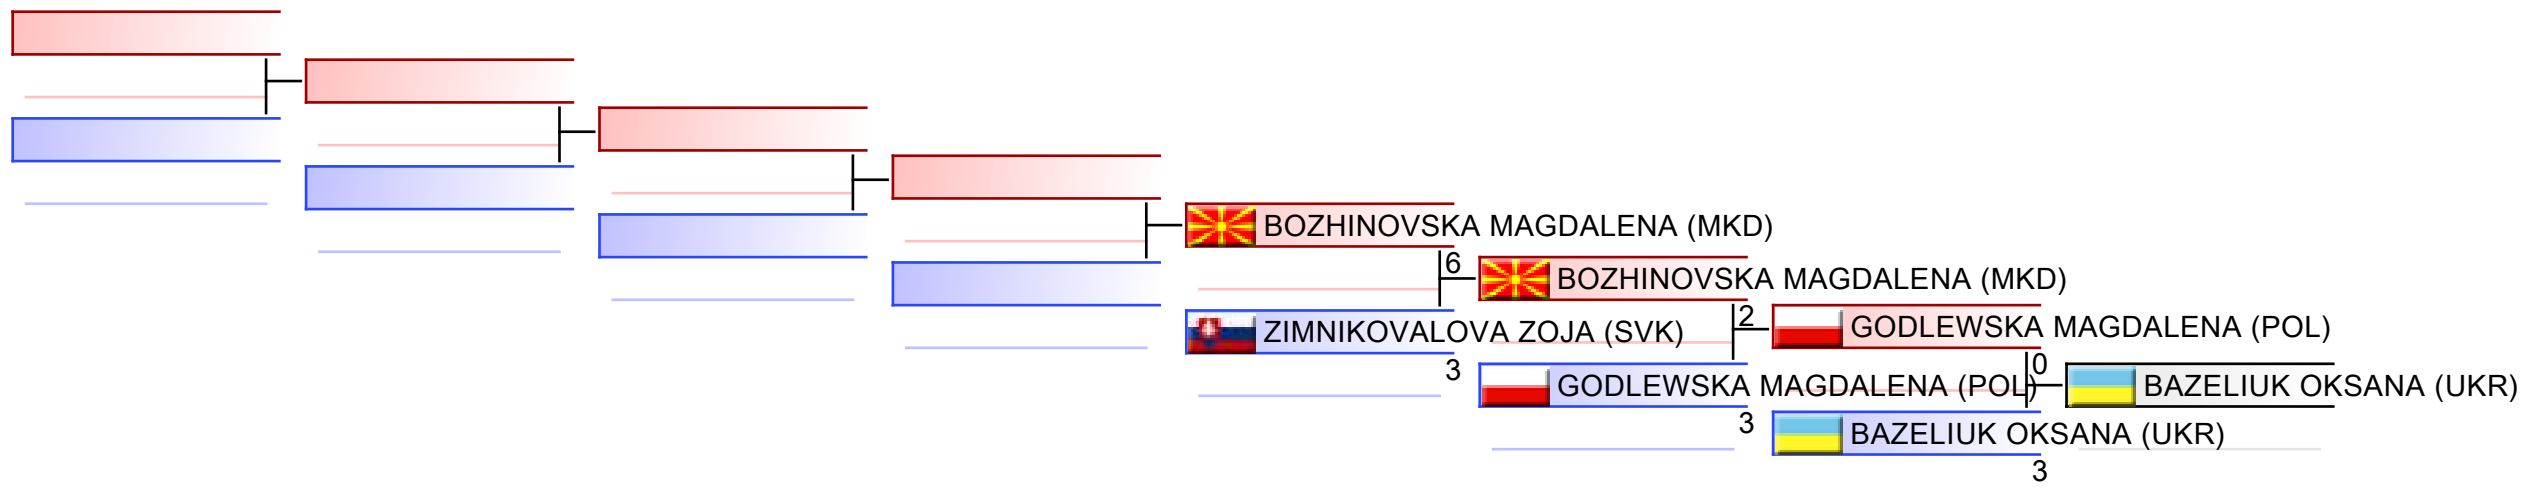 BOZHINOVSKA MAGDALENA (MKD)
6
BOZHINOVSKA MAGDALENA (MKD)
ZIMNIKOVALOVA ZOJA (SVK)
3
2
GODLEWSKA MAGDALENA (POL)
GODLEWSKA MAGDALENA (POL)
3
0
BAZELIUK OKSANA (UKR)
BAZELIUK OKSANA (UKR)
3